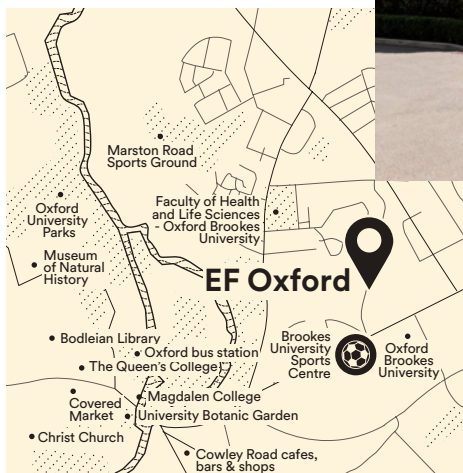 Marston Road
Sports Ground
Oxford
University
Parks
Faculty of Health
and Life Sciences
- Oxford Brookes
University
Museum
of Natural
History
EF Oxford
Bodleian Library
Oxford bus station
The Queen's College
Brookes
University
Sports
Centre
Oxford
Brookes
University
Covered
Market
Magdalen College
University Botanic Garden
Christ Church
Cowley Road cafes,
bars & shops